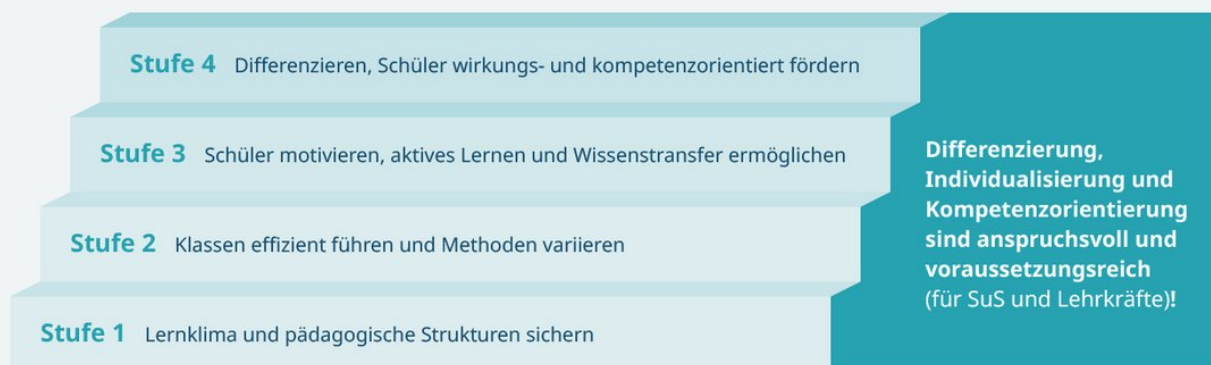 Stufe 4 Differenzieren, Schüler wirkungs- und kompetenzorientiert fördern
Stufe 3 Schüler motivieren, aktives Lernen und Wissenstransfer ermöglichen
Stufe 2 Klassen effizient führen und Methoden variieren
Stufe 1 Lernklima und pädagogische Strukturen sichern
Differenzierung,
Individualisierung und
Kompetenzorientierung
sind anspruchsvoll und
voraussetzungsreich
(für SuS und Lehrkräfte)!